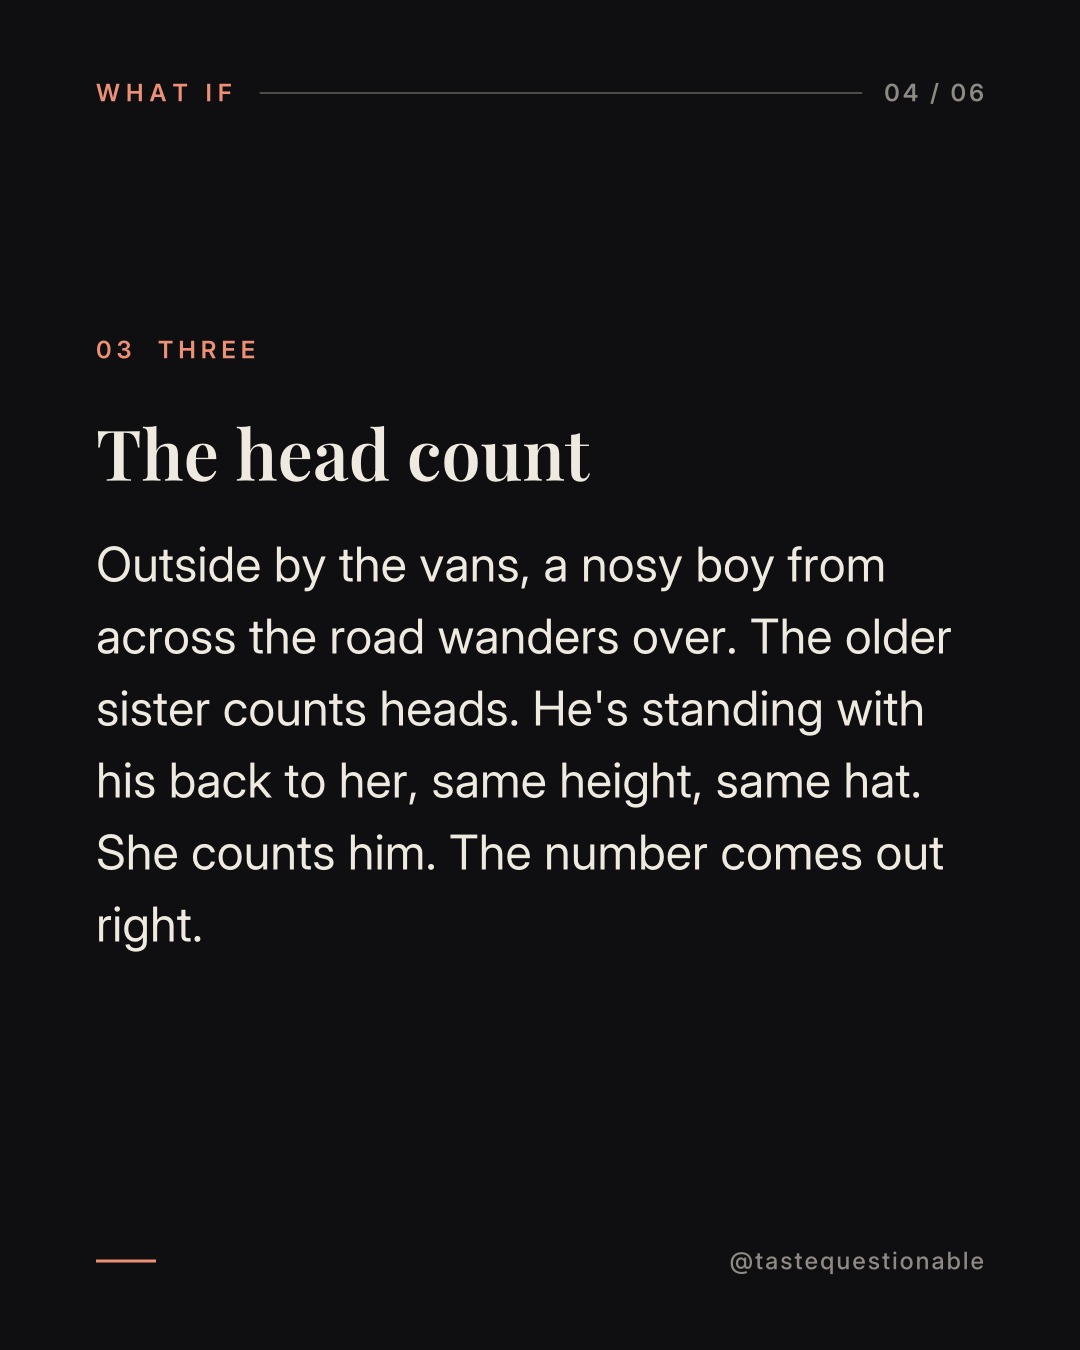 WHAT IF
04 / 06
03 THREE
The head count
Outside by the vans, a nosy boy from
across the road wanders over. The older
sister counts heads. He's standing with
his back to her, same height, same hat.
She counts him. The number comes out
right.
@tastequestionable